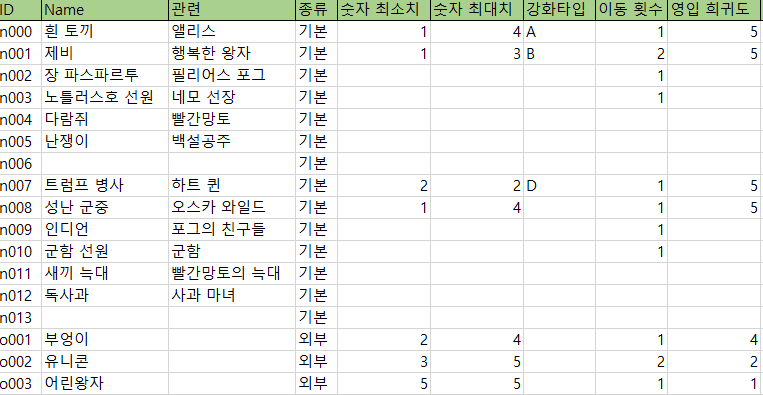 ID Name 관련 종류 숫자 최소치 숫자 최대치 강화타입 이동 횟수 영입 희귀도
n000 흰 토끼 앨리스 기본 1 4 A 1 5
n001 제비 행복한 왕자 기본 1 3 B 2 5
n002 장 파스파르투 필리어스 포그 기본 1
n003 노틀러스호 선원 네모 선장 기본 1
n004 다람쥐 빨간망토 기본
n005 난쟁이 백설공주 기본
n006 기본
n007 트럼프 병사 하트 퀸 기본 2 2 D 1 5
n008 성난 군중 오스카 와일드 기본 1 4 1 5
n009 인디언 포그의 친구들 기본 1
n010 군함 선원 군함 기본 1
n011 새끼 늑대 빨간망토의 늑대 기본
n012 독사과 사과 마녀 기본
n013 기본
o001 부엉이 외부 2 4 1 4
o002 유니콘 외부 3 5 2 2
o003 어린왕자 외부 5 5 1 1